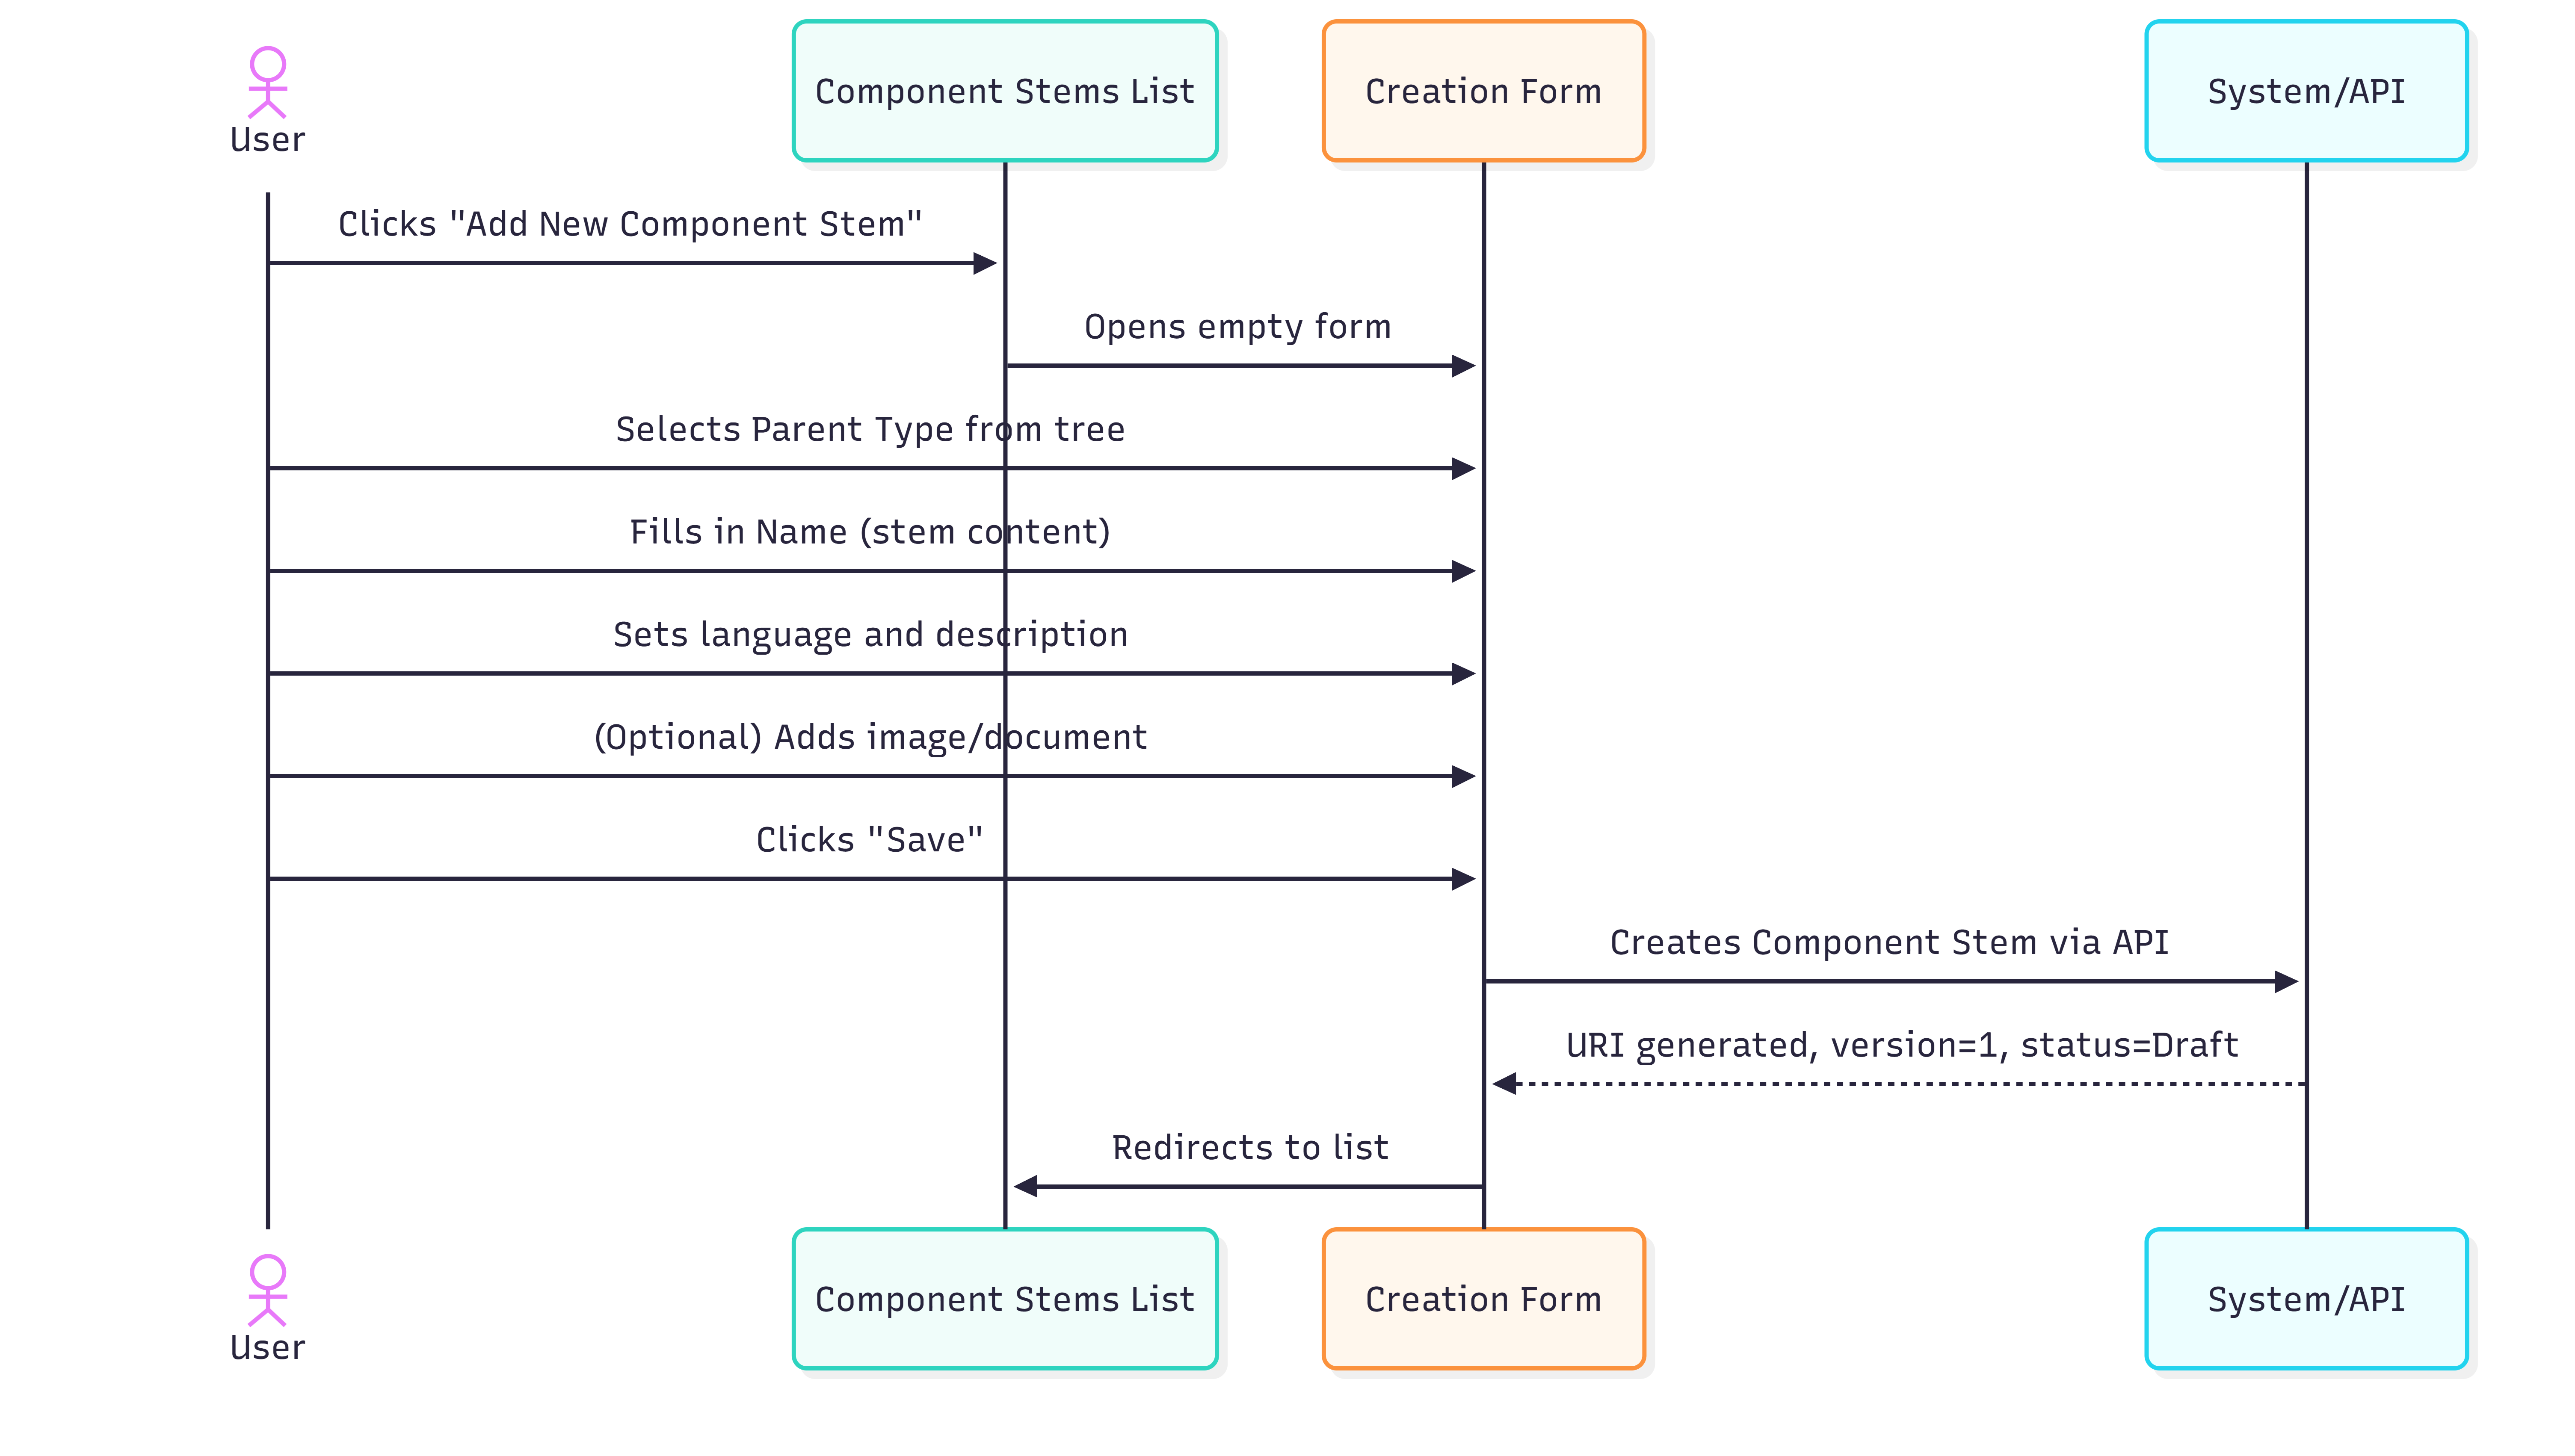 User
Component Stems List
Creation Form
System/API
Clicks "Add New Component Stem"
Opens empty form
Selects Parent Type from tree
Fills in Name (stem content)
Sets language and description
(Optional) Adds image/document
Clicks "Save"
Creates Component Stem via API
URI generated, version=1, status=Draft
Redirects to list
User
Component Stems List
Creation Form
System/API